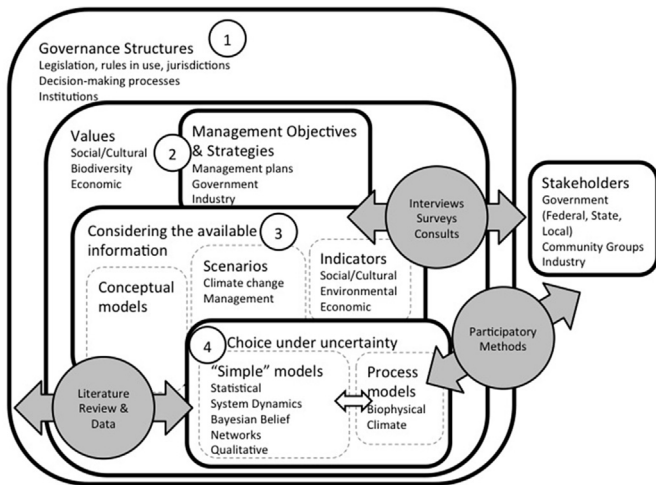 1
Governance Structures
Legislation, rules in use, jurisdictions
Decision-making processes
Institutions
Values
Social/Cultural
Biodiversity
Economic
2
Management Objectives
& Strategies
Management plans
Government
Industry
Interviews
Surveys
Consults
Stakeholders
Government
(Federal, State,
Local)
Community Groups
Industry
Considering the available
information
3
Conceptual
models
Scenarios
Climate change
Management
Indicators
Social/Cultural
Environmental
Economic
Participatory
Methods
4
Choice under uncertainty
“Simple” models
Statistical
System Dynamics
Bayesian Belief
Networks
Qualitative
Process
models
Biophysical
Climate
Literature
Review &
Data